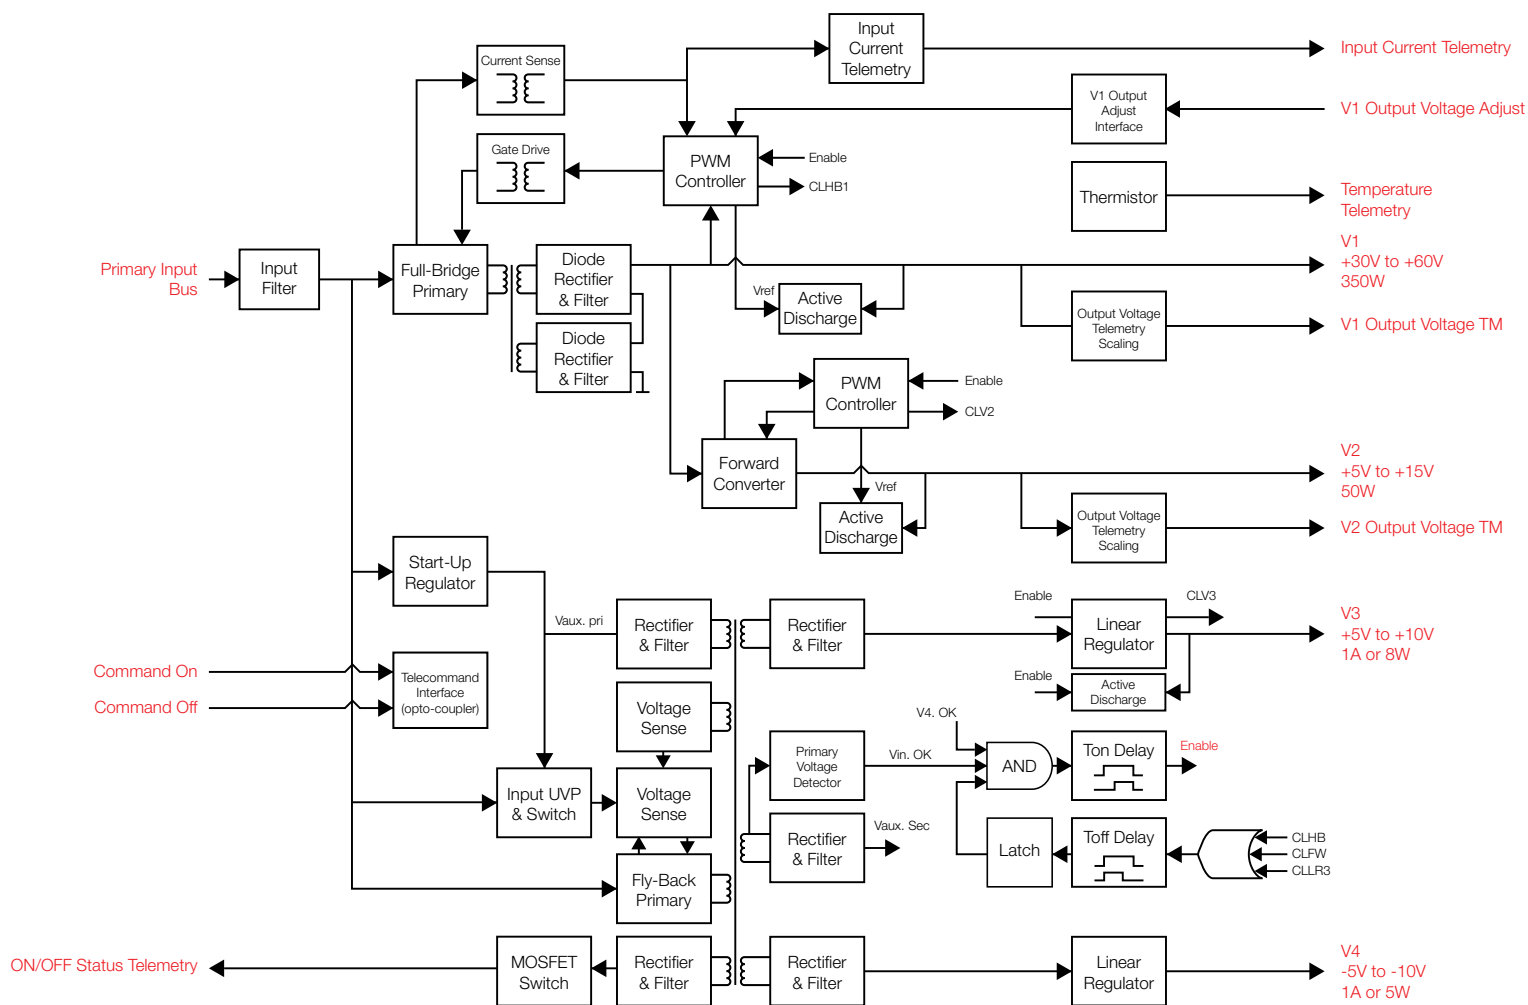 Input
Current
Telemetry
Input Current Telemetry
Current Sense
V1 Output
Adjust
Interface
V1 Output Voltage Adjust
Gate Drive
PWM
Controller
Enable
CLHB1
Thermistor
Temperature
Telemetry
Primary Input
Bus
Input
Filter
Full-Bridge
Primary
Diode
Rectifier
& Filter
V1
+30V to +60V
350W
Vref
Active
Discharge
Output Voltage
Telemetry
Scaling
V1 Output Voltage TM
Diode
Rectifier
& Filter
PWM
Controller
Enable
CLV2
Forward
Converter
V2
+5V to +15V
50W
Vref
Active
Discharge
Output Voltage
Telemetry
Scaling
V2 Output Voltage TM
Start-Up
Regulator
Vaux. pri
Rectifier
& Filter
Rectifier
& Filter
Enable
Linear
Regulator
CLV3
V3
+5V to +10V
1A or 8W
Command On
Command Off
Telecommand
Interface
(opto-coupler)
Enable
Active
Discharge
Voltage
Sense
V4. OK
Primary
Voltage
Detector
Vin. OK
AND
Ton Delay
Enable
Input UVP
& Switch
Voltage
Sense
Rectifier
& Filter
Vaux. Sec
Latch
Toff Delay
CLHB
CLFW
CLLR3
Fly-Back
Primary
ON/OFF Status Telemetry
MOSFET
Switch
Rectifier
& Filter
Rectifier
& Filter
Linear
Regulator
V4
-5V to -10V
1A or 5W